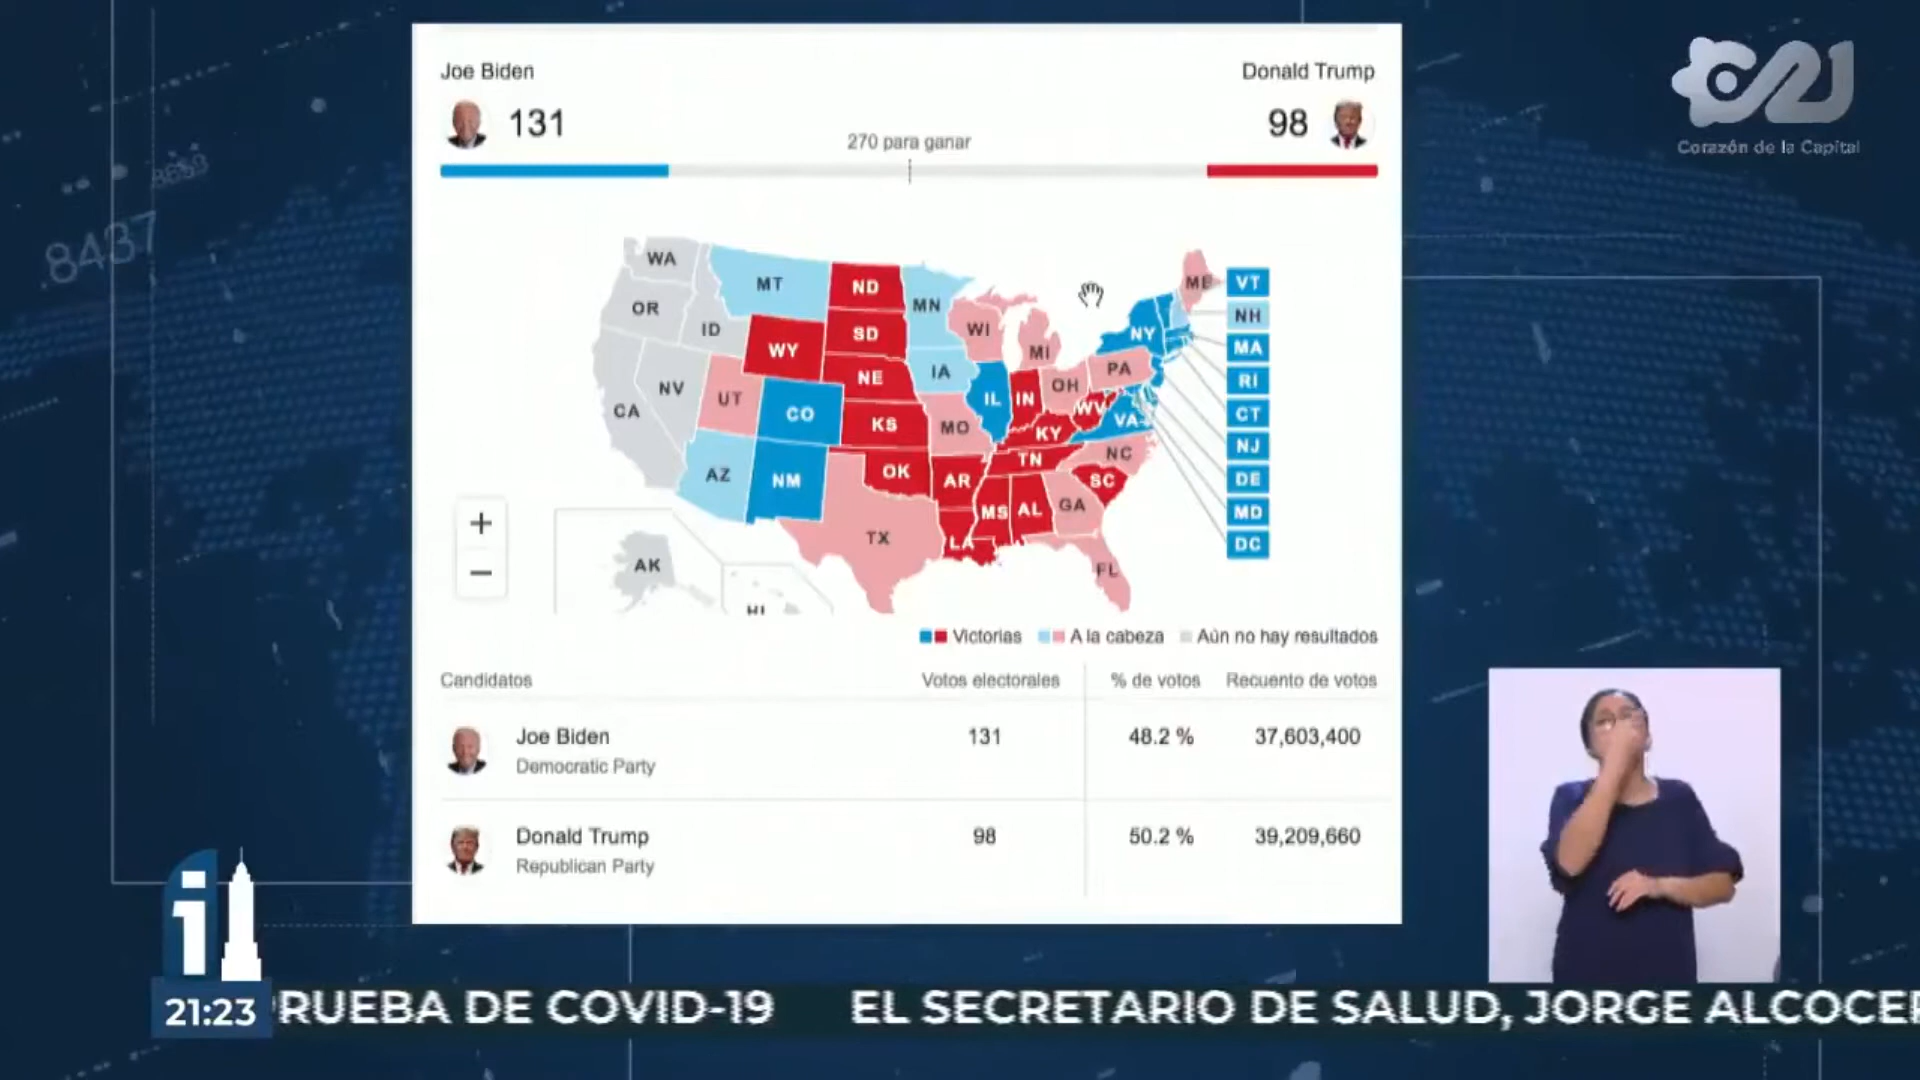 Joe Biden
Donald Trump
131
98
270 para ganar
Corazón de la Capital
8437
WA
MT
ND
MN
ME
VT
OR
ID
SD
WI
NY
NH
WY
MI
MA
NV
UT
NE
IA
PA
RI
CA
CO
KS
IL
IN
OH
WV
VA
CT
MO
KY
NJ
AZ
NM
OK
AR
TN
NC
DE
SC
MS
AL
GA
MD
TX
LA
DC
AK
FL
HI
+
−
Victorias
A la cabeza
Aún no hay resultados
Candidatos
Votos electorales
% de votos
Recuento de votos
Joe Biden
131
48.2 %
37,603,400
Democratic Party
Donald Trump
98
50.2 %
39,209,660
Republican Party
21:23
RUEBA DE COVID-19 EL SECRETARIO DE SALUD, JORGE ALCOCER